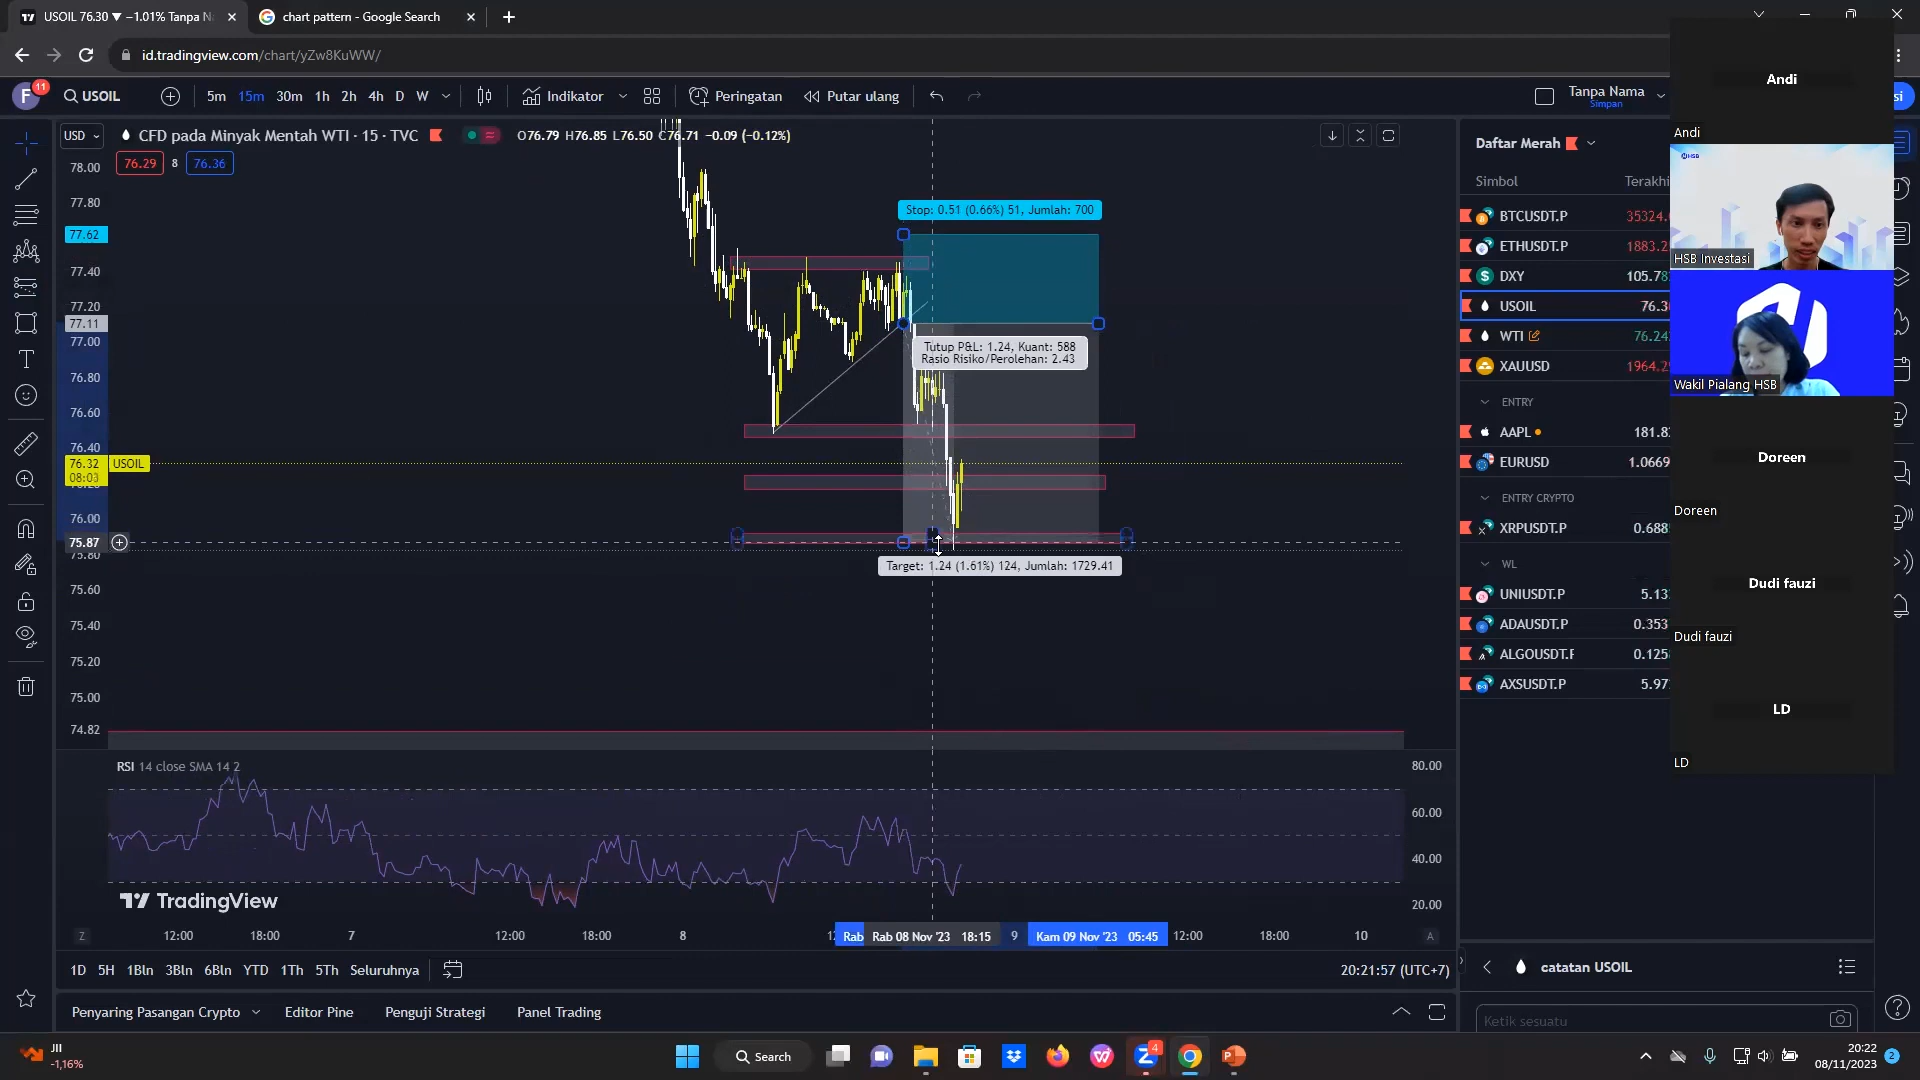 USOIL 76.30 ▼ −1.01% Tanpa N
chart pattern - Google Search
id.tradingview.com/chart/yZw8KuWW/
F
11
USOIL
5m
15m
30m
1h
2h
4h
D
W
Indikator
Peringatan
Putar ulang
Tanpa Nama
Simpan
si
USD
CFD pada Minyak Mentah WTI · 15 · TVC
O76.79 H76.85 L76.50 C76.71 −0.09 (−0.12%)
76.29
8
76.36
78.00
77.80
77.62
77.40
77.20
77.11
77.00
76.80
76.60
76.40
76.32
08:03
USOIL
76.00
75.87
75.80
75.60
75.40
75.20
75.00
74.82
Stop: 0.51 (0.66%) 51, Jumlah: 700
Tutup P&L: 1.24, Kuant: 588
Rasio Risiko/Perolehan: 2.43
Target: 1.24 (1.61%) 124, Jumlah: 1729.41
RSI 14 close SMA 14 2
80.00
60.00
40.00
20.00
TradingView
Z
12:00
18:00
7
12:00
18:00
8
Rab
Rab 08 Nov '23 18:15
9
Kam 09 Nov '23 05:45
12:00
18:00
10
A
1D
5H
1Bln
3Bln
6Bln
YTD
1Th
5Th
Seluruhnya
20:21:57 (UTC+7)
Penyaring Pasangan Crypto
Editor Pine
Penguji Strategi
Panel Trading
Daftar Merah
Simbol
Terakhi
BTCUSDT.P 35324.
ETHUSDT.P 1883.2
DXY 105.78
USOIL 76.3
WTI 76.24
XAUUSD 1964.2
ENTRY
AAPL 181.8
EURUSD 1.0669
ENTRY CRYPTO
XRPUSDT.P 0.688
WL
UNIUSDT.P 5.13
ADAUSDT.P 0.353
ALGOUSDT.F 0.125
AXSUSDT.P 5.97
catatan USOIL
Ketik sesuatu
Andi
Andi
HSB
HSB Investasi
Wakil Pialang HSB
Doreen
Doreen
Dudi fauzi
Dudi fauzi
LD
LD
JII
-1,16%
Search
4
20:22
08/11/2023
2